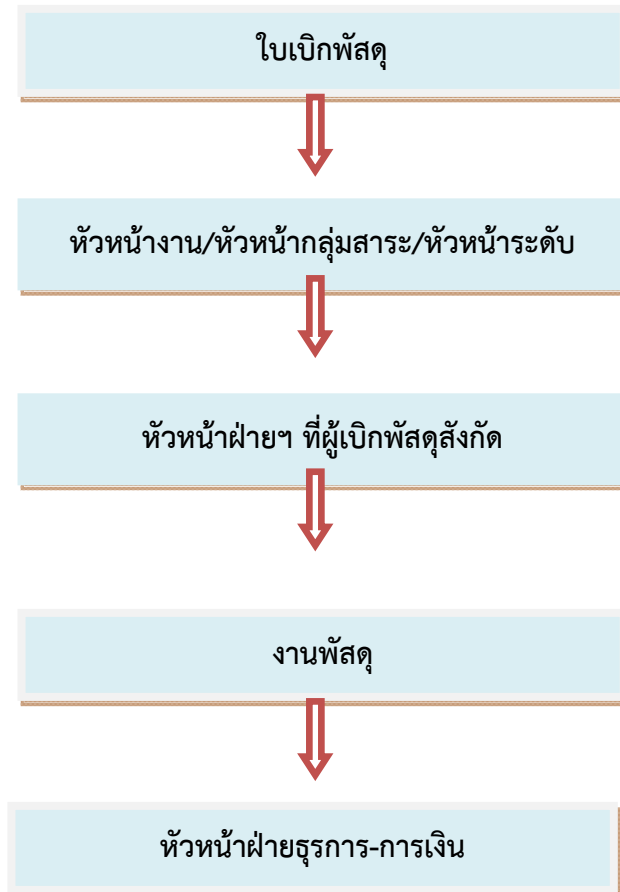 ใบเบิกพัสดุ
หัวหน้างาน/หัวหน้ากลุ่มสาระ/หัวหน้าระดับ
หัวหน้าฝ่ายฯ ที่ผู้เบิกพัสดุสังกัด
งานพัสดุ
หัวหน้าฝ่ายธุรการ-การเงิน